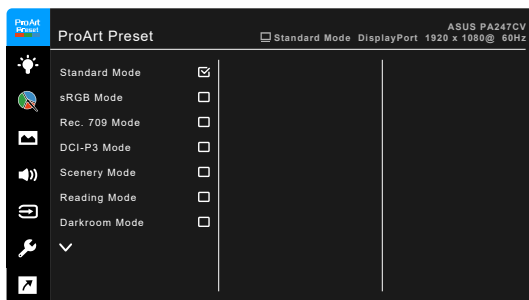 ProArt
Preset
ProArt Preset
ASUS PA247CV
Standard Mode DisplayPort 1920 x 1080@ 60Hz
Standard Mode
sRGB Mode
Rec. 709 Mode
DCI-P3 Mode
Scenery Mode
Reading Mode
Darkroom Mode